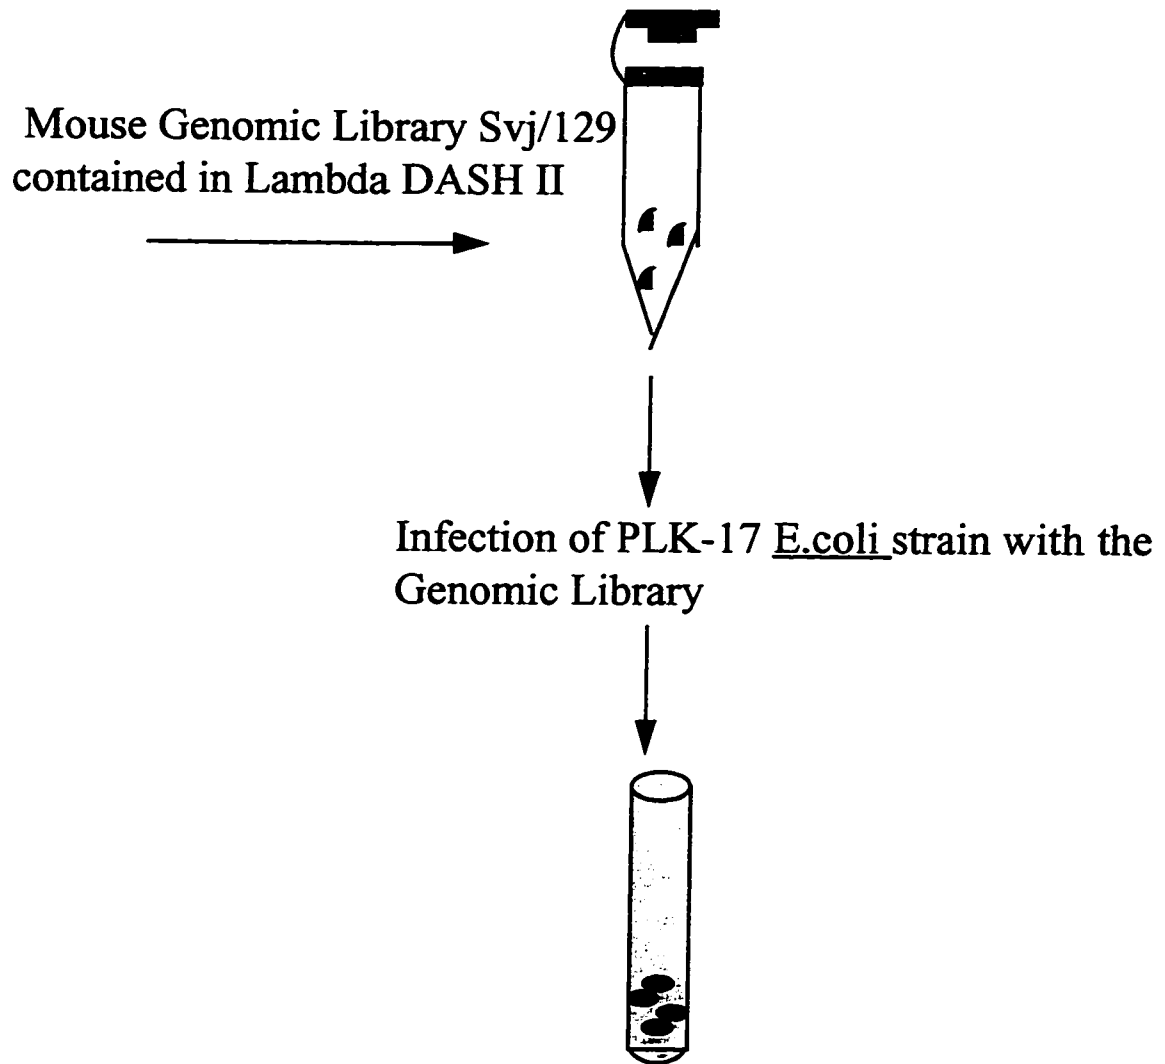 Mouse Genomic Library Svj/129
contained in Lambda DASH II
Infection of PLK-17 E.coli strain with the
Genomic Library